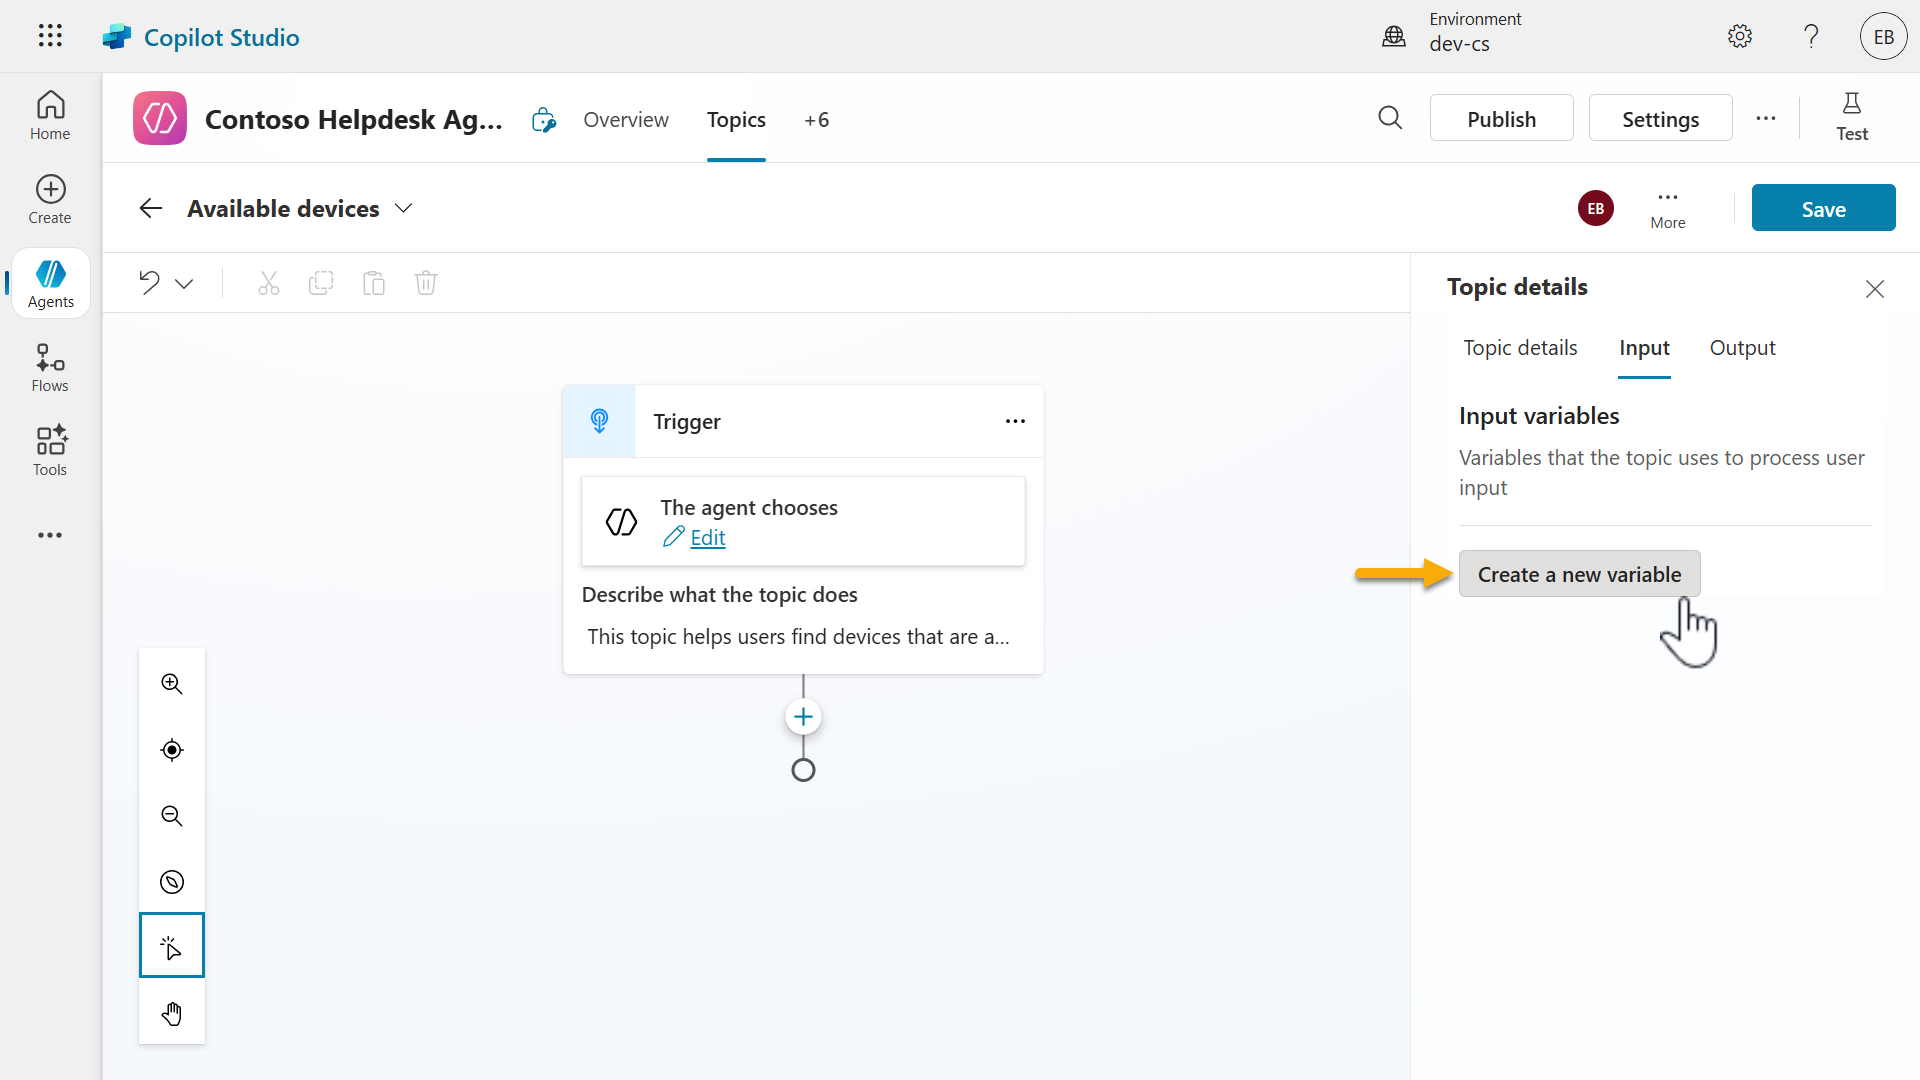 Copilot Studio
Environment
dev-cs
?
EB
Home
Create
Agents
Flows
Tools
Contoso Helpdesk Ag...
Overview
Topics
+6
Publish
Settings
Test
Available devices
EB
More
Save
Trigger
The agent chooses
Edit
Describe what the topic does
This topic helps users find devices that are a...
Topic details
Topic details
Input
Output
Input variables
Variables that the topic uses to process user
input
Create a new variable